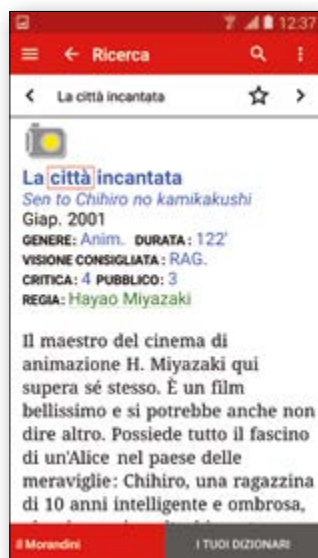 12:37
Ricerca
La città incantata
La città incantata
Sen to Chihiro no kamikakushi
Giap. 2001
GENERE: Anim. DURATA: 122'
VISIONE CONSIGLIATA: RAG.
CRITICA: 4 PUBBLICO: 3
REGIA: Hayao Miyazaki
Il maestro del cinema di
animazione H. Miyazaki qui
supera sé stesso. È un film
bellissimo e si potrebbe anche non
dire altro. Possiede tutto il fascino
di un'Alice nel paese delle
meraviglie: Chihiro, una ragazzina
di 10 anni intelligente e ombrosa,
il Morandini
I TUOI DIZIONARI